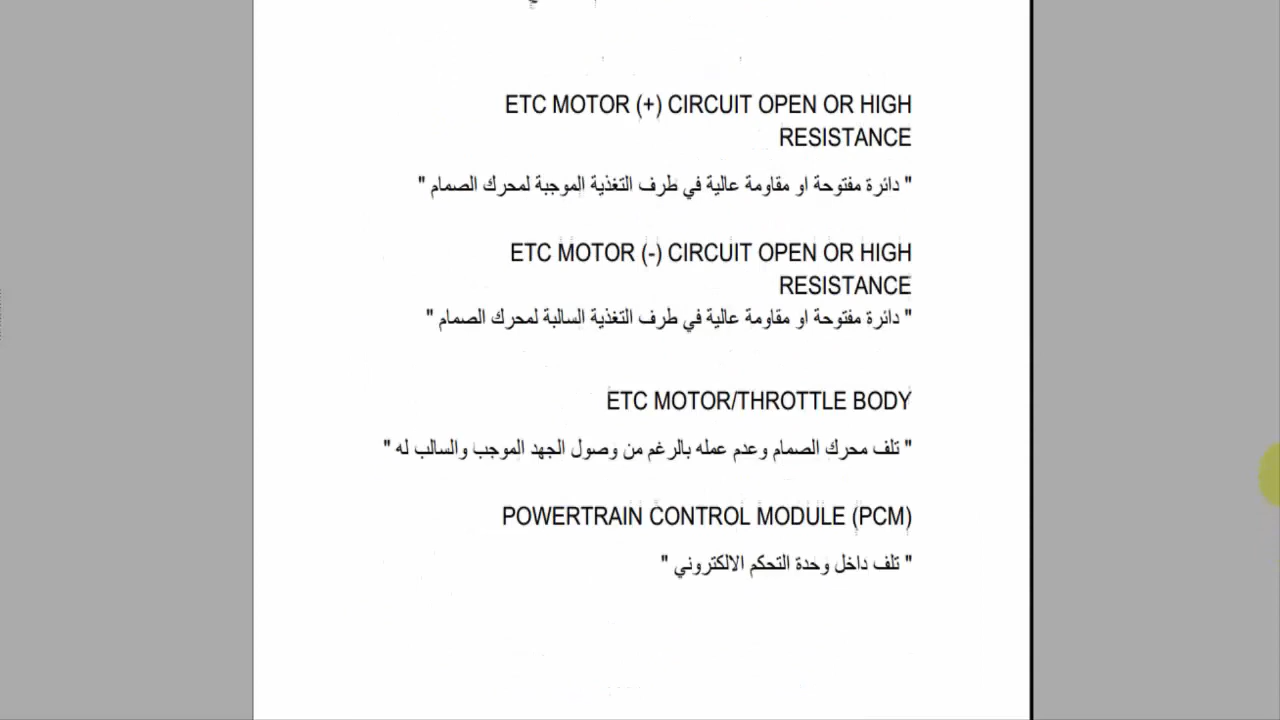 ETC MOTOR (+) CIRCUIT OPEN OR HIGH
RESISTANCE
" دائرة مفتوحة او مقاومة عالية في طرف التغذية الموجبة لمحرك الصمام "
ETC MOTOR (-) CIRCUIT OPEN OR HIGH
RESISTANCE
" دائرة مفتوحة او مقاومة عالية في طرف التغذية السالبة لمحرك الصمام "
ETC MOTOR/THROTTLE BODY
" تلف محرك الصمام وعدم عمله بالرغم من وصول الجهد الموجب والسالب له "
POWERTRAIN CONTROL MODULE (PCM)
" تلف داخل وحدة التحكم الالكتروني "